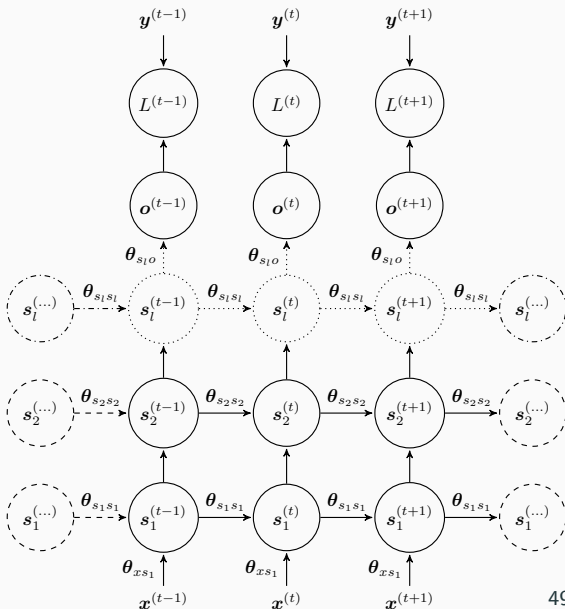 y^(t-1) y^(t) y^(t+1)
L^(t-1) L^(t) L^(t+1)
o^(t-1) o^(t) o^(t+1)
θ_{s_l o} θ_{s_l o} θ_{s_l o}
θ_{s_l s_l} θ_{s_l s_l} θ_{s_l s_l} θ_{s_l s_l}
s_l^(...) s_l^(t-1) s_l^(t) s_l^(t+1) s_l^(...)
θ_{s_2 s_2} θ_{s_2 s_2} θ_{s_2 s_2} θ_{s_2 s_2}
s_2^(...) s_2^(t-1) s_2^(t) s_2^(t+1) s_2^(...)
θ_{s_1 s_1} θ_{s_1 s_1} θ_{s_1 s_1} θ_{s_1 s_1}
s_1^(...) s_1^(t-1) s_1^(t) s_1^(t+1) s_1^(...)
θ_{x s_1} θ_{x s_1} θ_{x s_1}
x^(t-1) x^(t) x^(t+1)
49